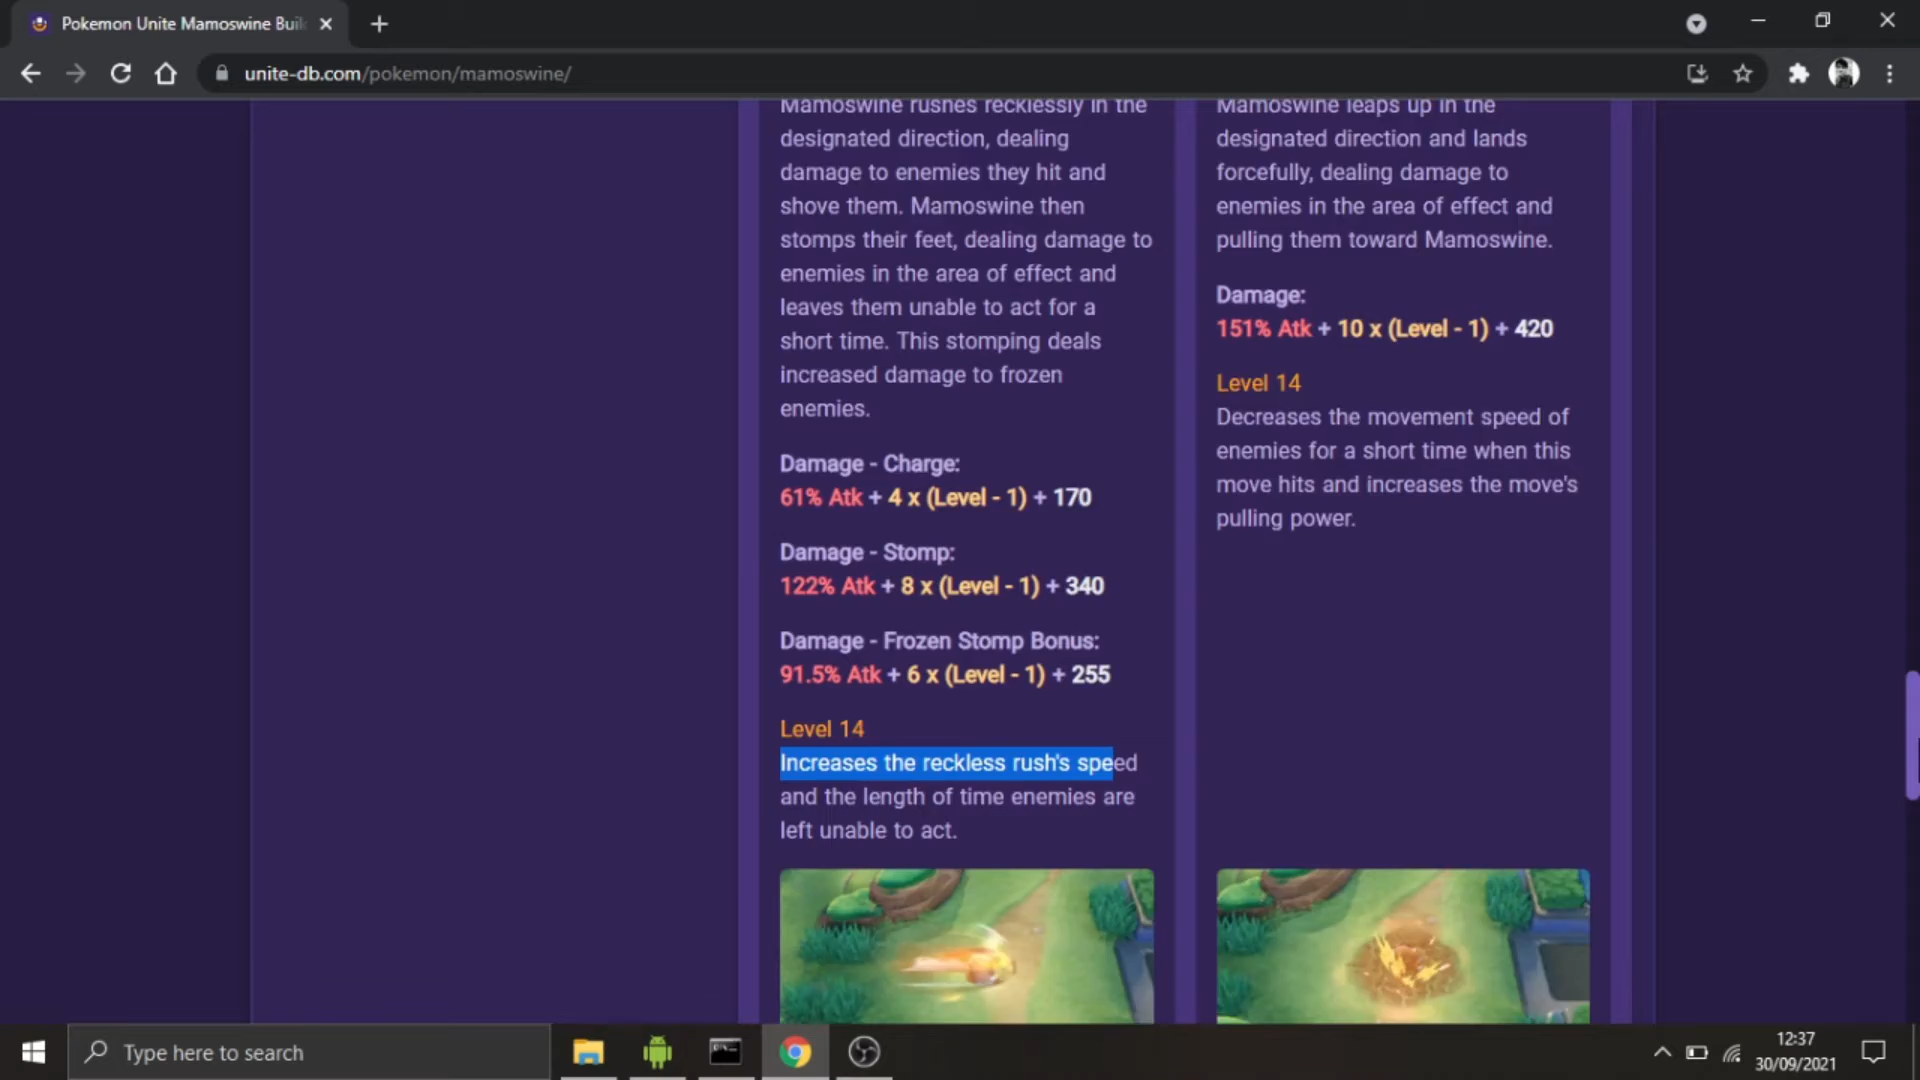 Pokemon Unite Mamoswine Buil
unite-db.com/pokemon/mamoswine/
Mamoswine rushes recklessly in the
designated direction, dealing
damage to enemies they hit and
shove them. Mamoswine then
stomps their feet, dealing damage to
enemies in the area of effect and
leaves them unable to act for a
short time. This stomping deals
increased damage to frozen
enemies.
Damage - Charge:
61% Atk + 4 x (Level - 1) + 170
Damage - Stomp:
122% Atk + 8 x (Level - 1) + 340
Damage - Frozen Stomp Bonus:
91.5% Atk + 6 x (Level - 1) + 255
Level 14
Increases the reckless rush's speed
and the length of time enemies are
left unable to act.
Mamoswine leaps up in the
designated direction and lands
forcefully, dealing damage to
enemies in the area of effect and
pulling them toward Mamoswine.
Damage:
151% Atk + 10 x (Level - 1) + 420
Level 14
Decreases the movement speed of
enemies for a short time when this
move hits and increases the move's
pulling power.
Type here to search
12:37
30/09/2021